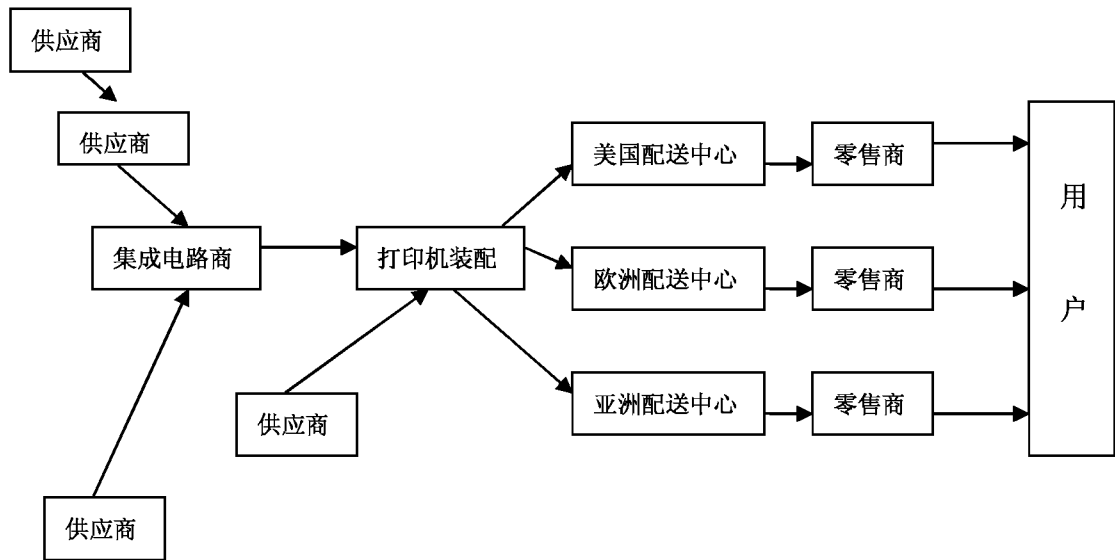 供应商
供应商
集成电路商
供应商
打印机装配
供应商
美国配送中心
零售商
欧洲配送中心
零售商
亚洲配送中心
零售商
用
户